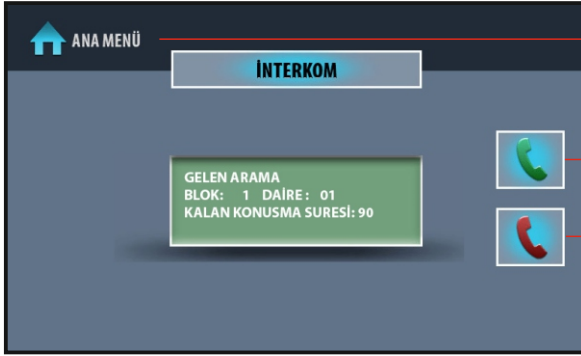 ANA MENÜ
İNTERKOM
GELEN ARAMA
BLOK: 1 DAİRE: 01
KALAN KONUSMA SURESİ: 90